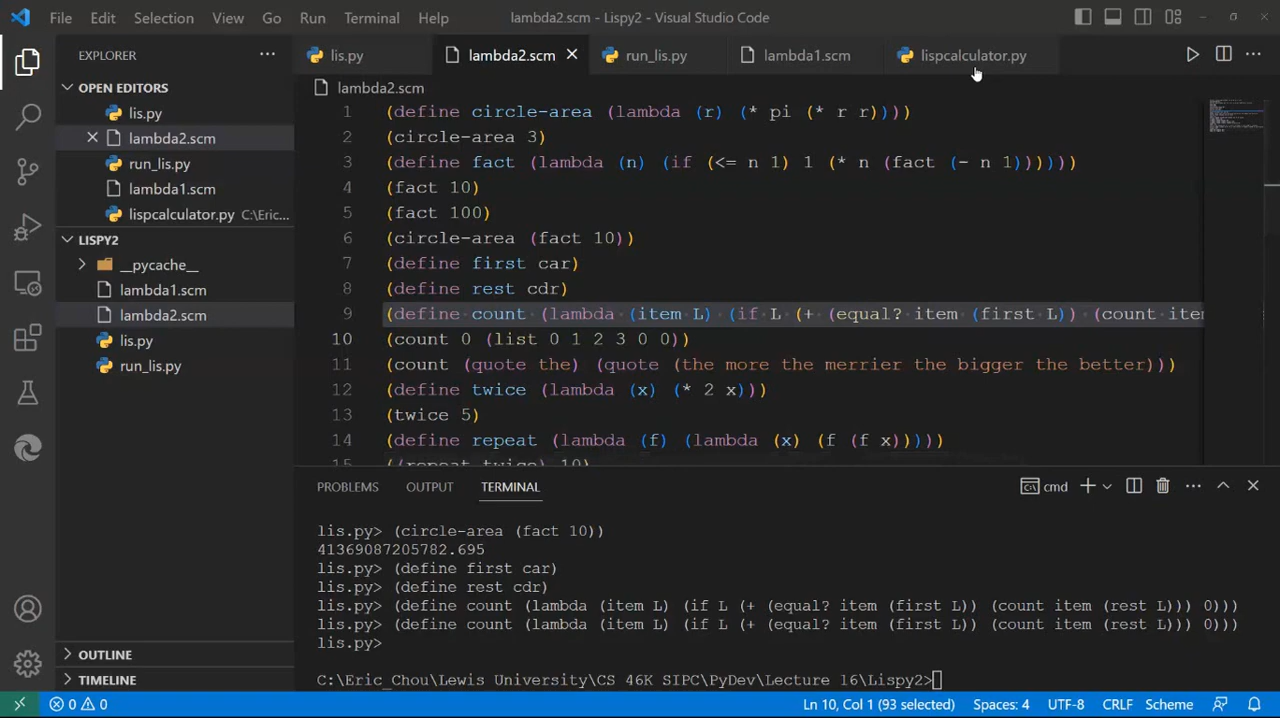 File Edit Selection View Go Run Terminal Help lambda2.scm - Lispy2 - Visual Studio Code
EXPLORER
lis.py lambda2.scm run_lis.py lambda1.scm lispcalculator.py
OPEN EDITORS
lis.py
lambda2.scm
run_lis.py
lambda1.scm
lispcalculator.py C:\Eric_...
LISPY2
__pycache__
lambda1.scm
lambda2.scm
lis.py
run_lis.py
OUTLINE
TIMELINE
lambda2.scm
1 (define circle-area (lambda (r) (* pi (* r r))))
2 (circle-area 3)
3 (define fact (lambda (n) (if (<= n 1) 1 (* n (fact (- n 1))))))
4 (fact 10)
5 (fact 100)
6 (circle-area (fact 10))
7 (define first car)
8 (define rest cdr)
9 (define count (lambda (item L) (if L (+ (equal? item (first L)) (count item
10 (count 0 (list 0 1 2 3 0 0))
11 (count (quote the) (quote (the more the merrier the bigger the better)))
12 (define twice (lambda (x) (* 2 x)))
13 (twice 5)
14 (define repeat (lambda (f) (lambda (x) (f (f x)))))
15 ((repeat twice) 10)
PROBLEMS OUTPUT TERMINAL cmd
lis.py> (circle-area (fact 10))
41369087205782.695
lis.py> (define first car)
lis.py> (define rest cdr)
lis.py> (define count (lambda (item L) (if L (+ (equal? item (first L)) (count item (rest L))) 0)))
lis.py> (define count (lambda (item L) (if L (+ (equal? item (first L)) (count item (rest L))) 0)))
lis.py>
C:\Eric_Chou\Lewis University\CS 46K SIPC\PyDev\Lecture 16\Lispy2>
0 0 Ln 10, Col 1 (93 selected) Spaces: 4 UTF-8 CRLF Scheme